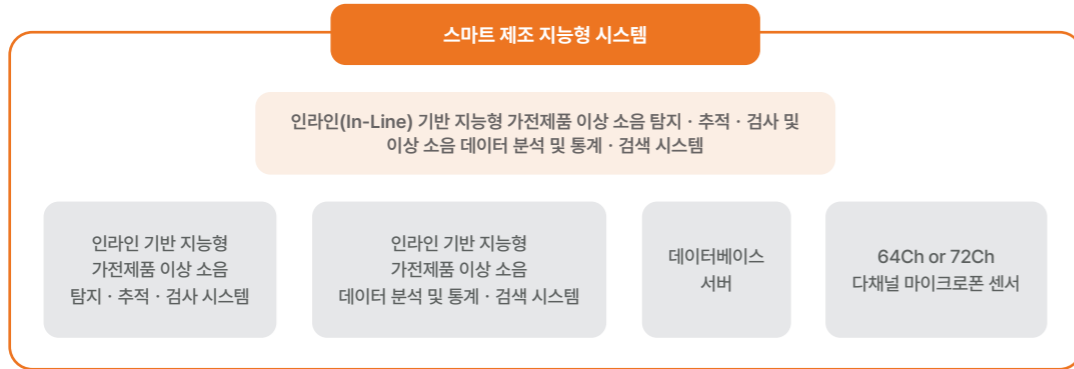 스마트 제조 지능형 시스템
인라인(In-Line) 기반 지능형 가전제품 이상 소음 탐지 · 추적 · 검사 및
이상 소음 데이터 분석 및 통계 · 검색 시스템
인라인 기반 지능형
가전제품 이상 소음
탐지 · 추적 · 검사 시스템
인라인 기반 지능형
가전제품 이상 소음
데이터 분석 및 통계 · 검색 시스템
데이터베이스
서버
64Ch or 72Ch
다채널 마이크로폰 센서